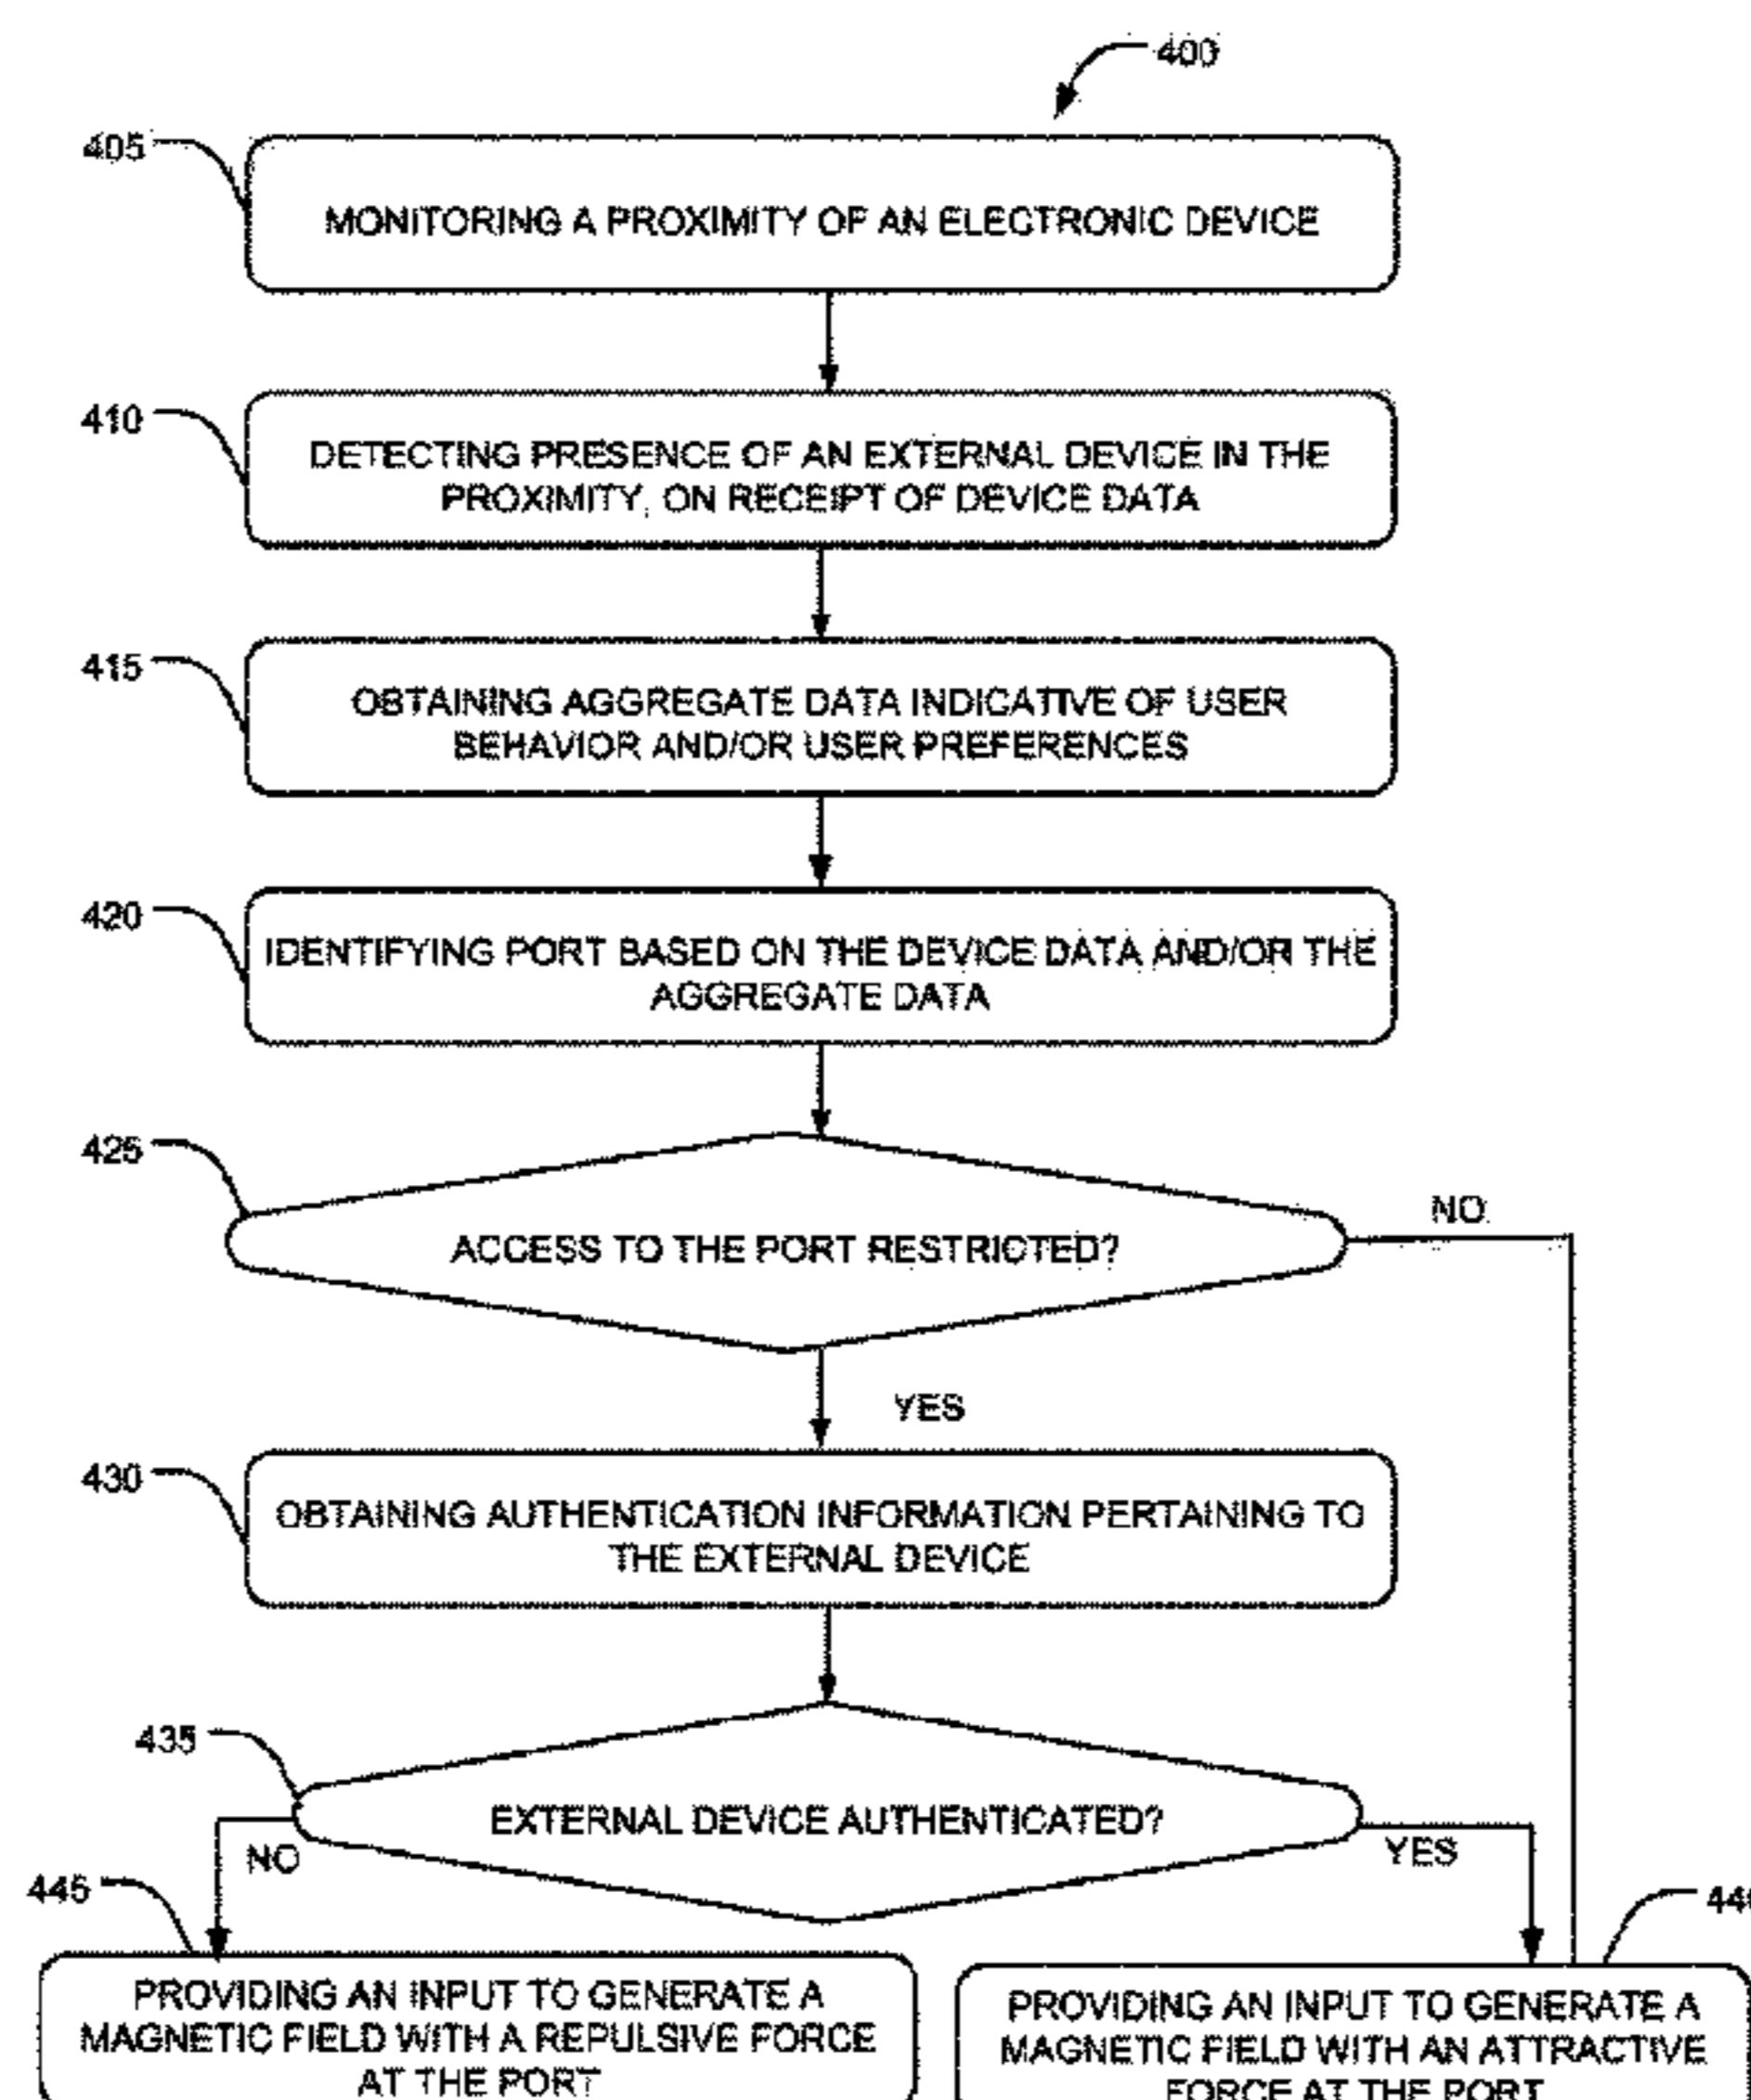 400
405
MONITORING A PROXIMITY OF AN ELECTRONIC DEVICE
410
DETECTING PRESENCE OF AN EXTERNAL DEVICE IN THE
PROXIMITY, ON RECEIPT OF DEVICE DATA
415
OBTAINING AGGREGATE DATA INDICATIVE OF USER
BEHAVIOR AND/OR USER PREFERENCES
420
IDENTIFYING PORT BASED ON THE DEVICE DATA AND/OR THE
AGGREGATE DATA
425
ACCESS TO THE PORT RESTRICTED?
NO
YES
430
OBTAINING AUTHENTICATION INFORMATION PERTAINING TO
THE EXTERNAL DEVICE
435
EXTERNAL DEVICE AUTHENTICATED?
NO
YES
445
PROVIDING AN INPUT TO GENERATE A
MAGNETIC FIELD WITH A REPULSIVE FORCE
AT THE PORT
PROVIDING AN INPUT TO GENERATE A
MAGNETIC FIELD WITH AN ATTRACTIVE
FORCE AT THE PORT